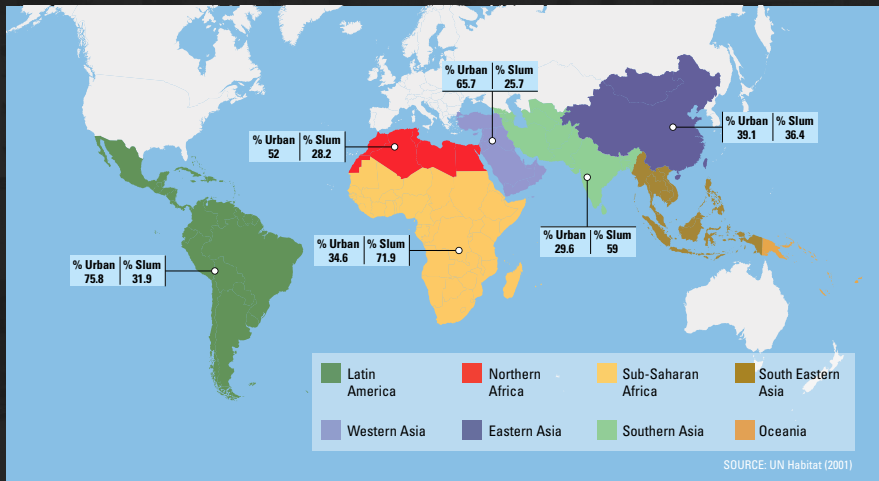 % Urban % Slum
65.7 25.7
% Urban % Slum
39.1 36.4
% Urban % Slum
52 28.2
% Urban % Slum
29.6 59
% Urban % Slum
34.6 71.9
% Urban % Slum
75.8 31.9
Latin
America
Northern
Africa
Sub-Saharan
Africa
South Eastern
Asia
Western Asia
Eastern Asia
Southern Asia
Oceania
SOURCE: UN Habitat (2001)